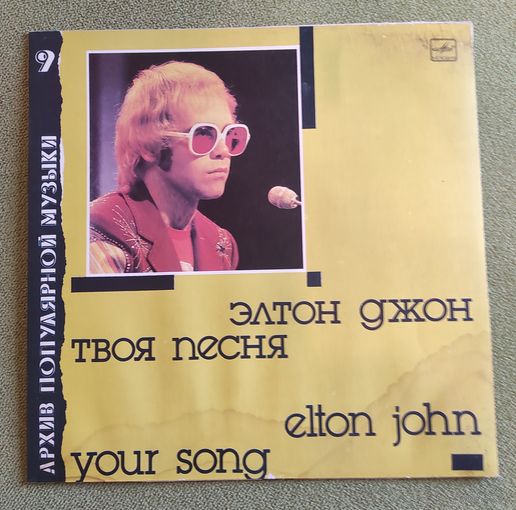 9
АРХИВ ПОПУЛЯРНОЙ МУЗЫКИ
ЭЛТОН ДЖОН
ТВОЯ ПЕСНЯ
elton john
your song